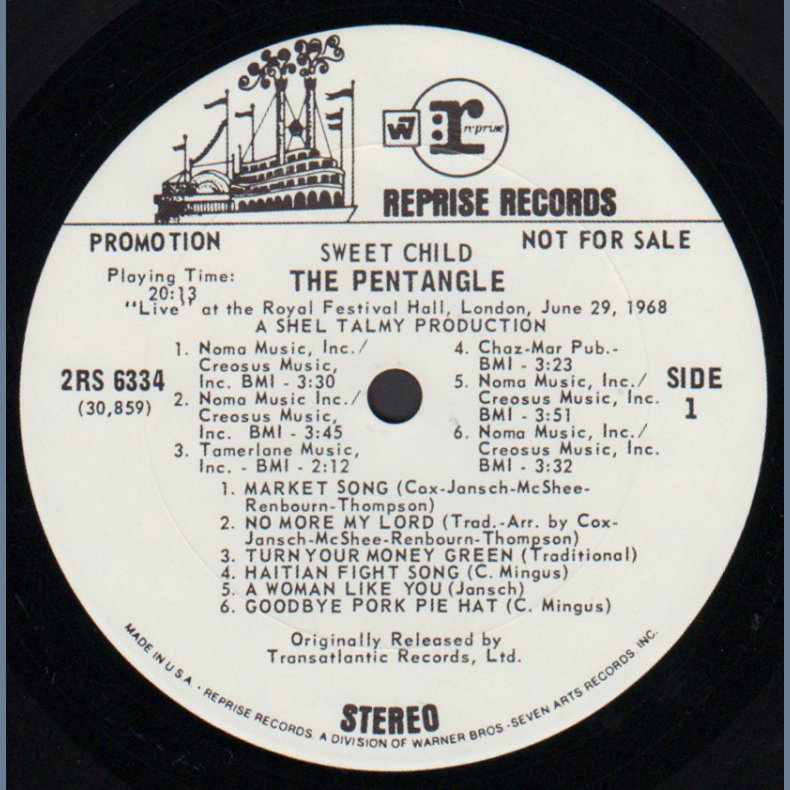 W7
r: reprise
REPRISE RECORDS
PROMOTION
NOT FOR SALE
SWEET CHILD
THE PENTANGLE
Playing Time:
20:13
"Live" at the Royal Festival Hall, London, June 29, 1968
A SHEL TALMY PRODUCTION
2RS 6334
(30,859)
1. Noma Music, Inc./
Creosus Music,
Inc. BMI - 3:30
2. Noma Music Inc./
Creosus Music,
Inc. BMI - 3:45
3. Tamerlane Music,
Inc. - BMI - 2:12
4. Chaz-Mar Pub.-
BMI - 3:23
5. Noma Music, Inc./
Creosus Music, Inc.
BMI - 3:51
6. Noma Music, Inc./
Creosus Music, Inc.
BMI - 3:32
SIDE
1
1. MARKET SONG (Cox-Jansch-McShee-
Renbourn-Thompson)
2. NO MORE MY LORD (Trad.-Arr. by Cox-
Jansch-McShee-Renbourn-Thompson)
3. TURN YOUR MONEY GREEN (Traditional)
4. HAITIAN FIGHT SONG (C. Mingus)
5. A WOMAN LIKE YOU (Jansch)
6. GOODBYE PORK PIE HAT (C. Mingus)
Originally Released by
Transatlantic Records, Ltd.
STEREO
MADE IN U.S.A. · REPRISE RECORDS. A DIVISION OF WARNER BROS.-SEVEN ARTS RECORDS. INC.